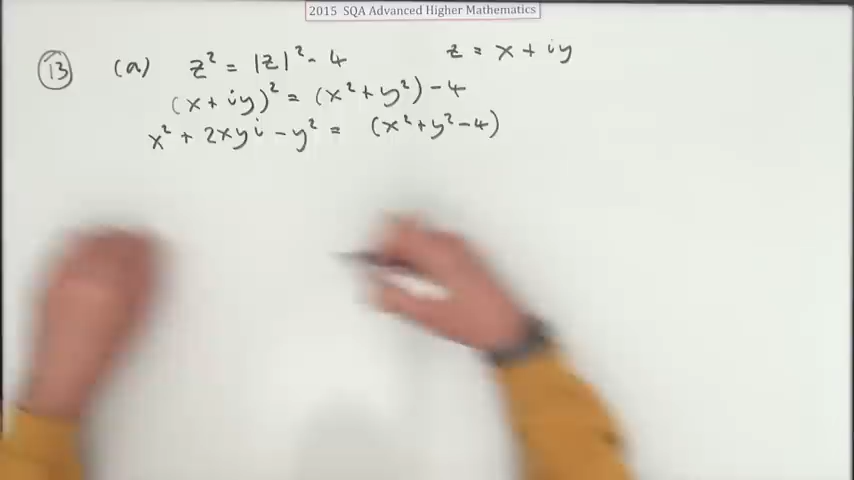 2015 SQA Advanced Higher Mathematics
13 (a) z² = |z|² - 4 z = x + iy
(x + iy)² = (x² + y²) - 4
x² + 2xyi - y² = (x² + y² - 4)